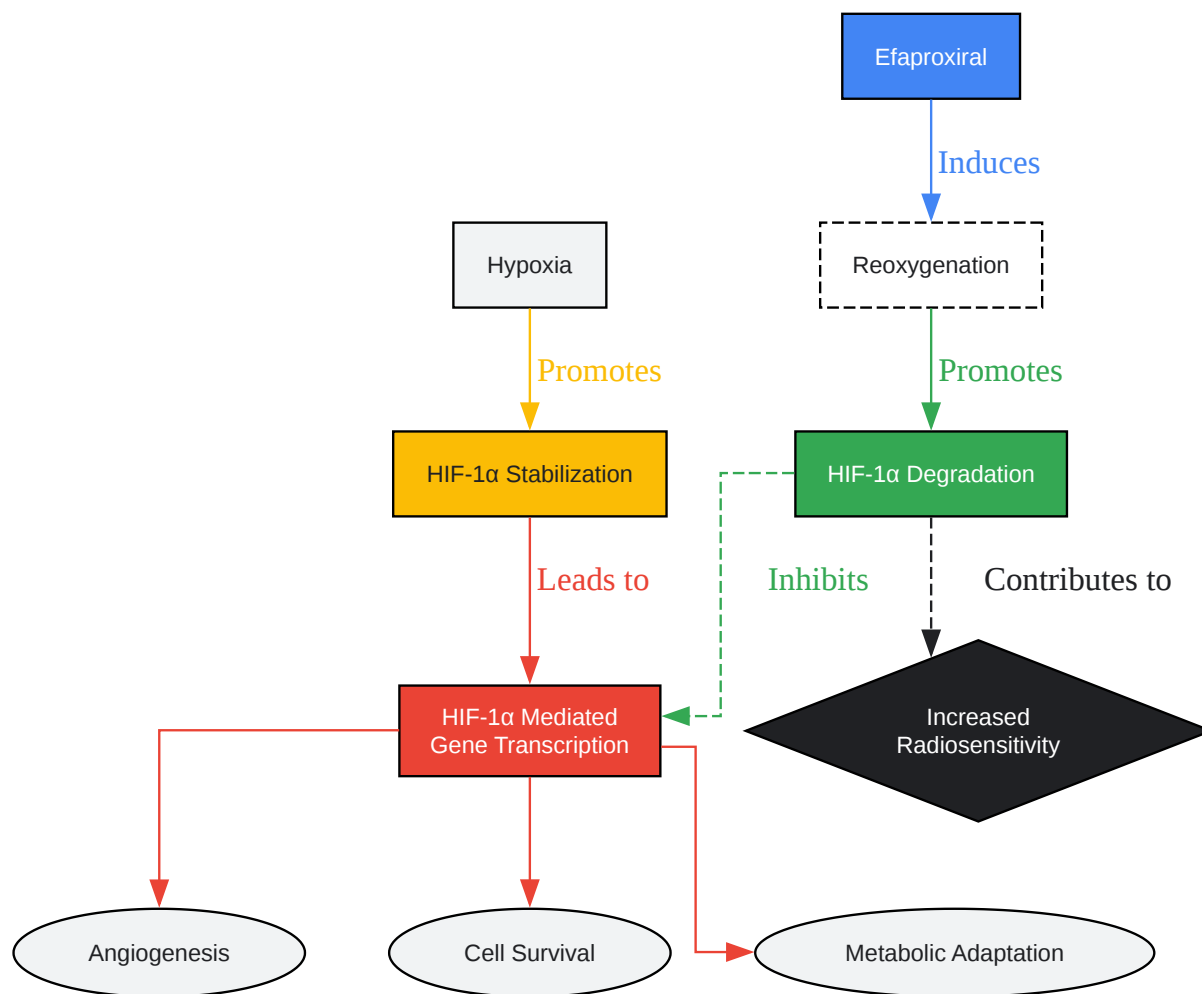 Efaproxiral
Induces
Hypoxia
Reoxygenation
Promotes
Promotes
HIF-1α Stabilization
HIF-1α Degradation
Leads to
Inhibits
Contributes to
HIF-1α Mediated
Gene Transcription
Increased
Radiosensitivity
Angiogenesis
Cell Survival
Metabolic Adaptation